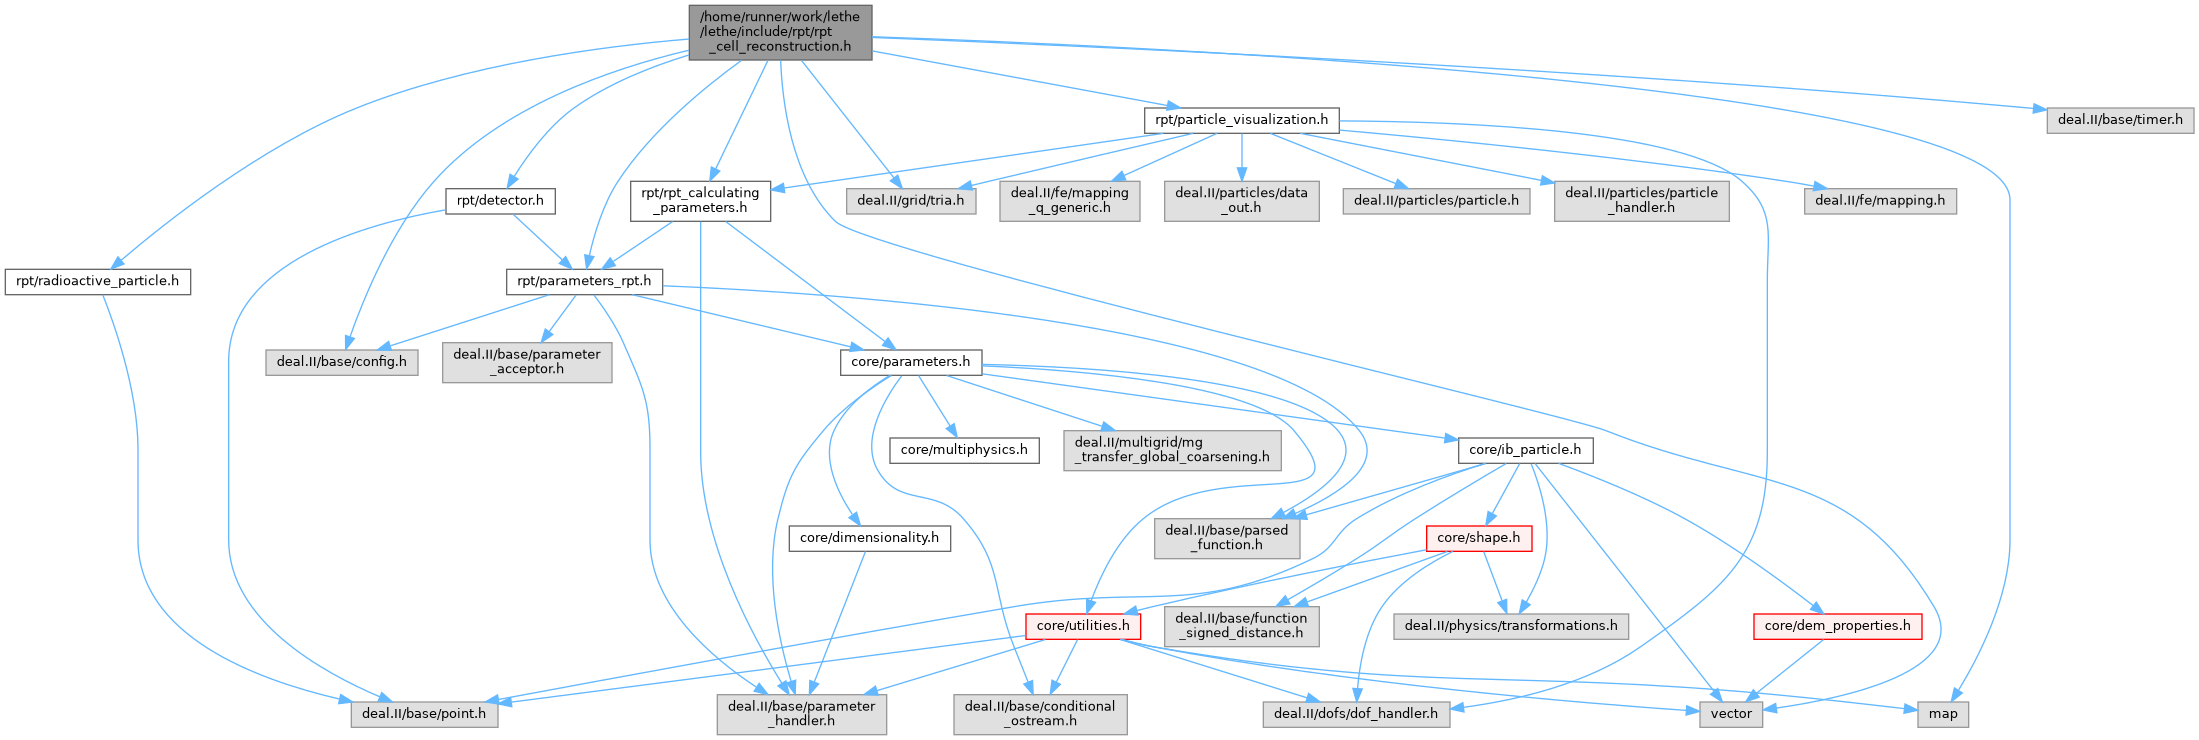 /home/runner/work/lethe
/lethe/include/rpt/rpt
_cell_reconstruction.h
rpt/particle_visualization.h
deal.II/base/timer.h
rpt/detector.h
rpt/rpt_calculating
_parameters.h
deal.II/grid/tria.h
deal.II/fe/mapping
_q_generic.h
deal.II/particles/data
_out.h
deal.II/particles/particle.h
deal.II/particles/particle
_handler.h
deal.II/fe/mapping.h
rpt/radioactive_particle.h
rpt/parameters_rpt.h
deal.II/base/config.h
deal.II/base/parameter
_acceptor.h
core/parameters.h
core/multiphysics.h
deal.II/multigrid/mg
_transfer_global_coarsening.h
core/ib_particle.h
core/dimensionality.h
deal.II/base/parsed
_function.h
core/shape.h
core/utilities.h
deal.II/base/function
_signed_distance.h
deal.II/physics/transformations.h
core/dem_properties.h
deal.II/base/point.h
deal.II/base/parameter
_handler.h
deal.II/base/conditional
_ostream.h
deal.II/dofs/dof_handler.h
vector
map